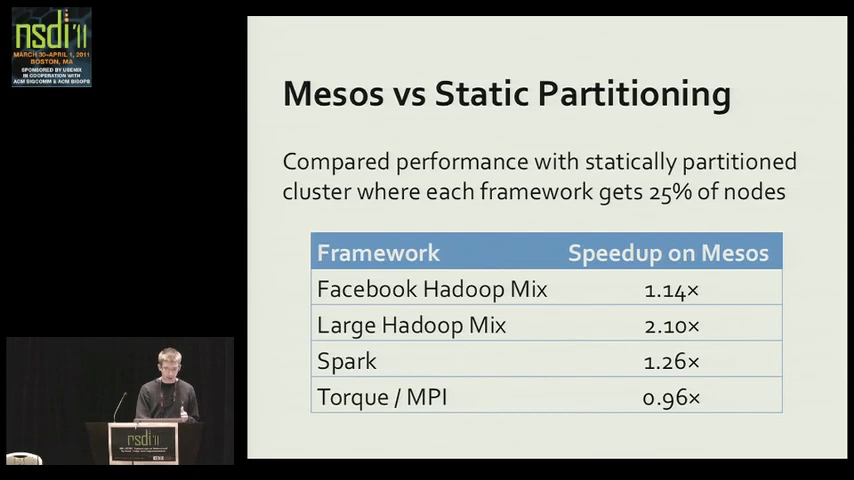 nsdi'11
MARCH 30–APRIL 1, 2011
BOSTON, MA
SPONSORED BY USENIX
IN COOPERATION WITH
ACM SIGCOMM & ACM SIGOPS
Mesos vs Static Partitioning
Compared performance with statically partitioned
cluster where each framework gets 25% of nodes
Framework Speedup on Mesos
Facebook Hadoop Mix 1.14×
Large Hadoop Mix 2.10×
Spark 1.26×
Torque / MPI 0.96×
nsdi'11